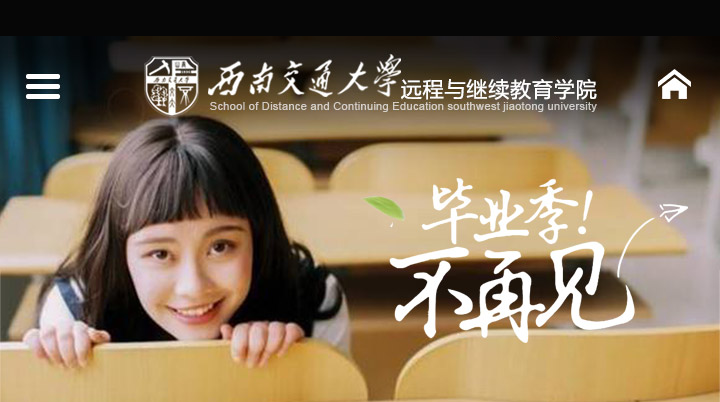 西南交通大学远程与继续教育学院
School of Distance and Continuing Education southwest jiaotong university
毕业季!
不再见